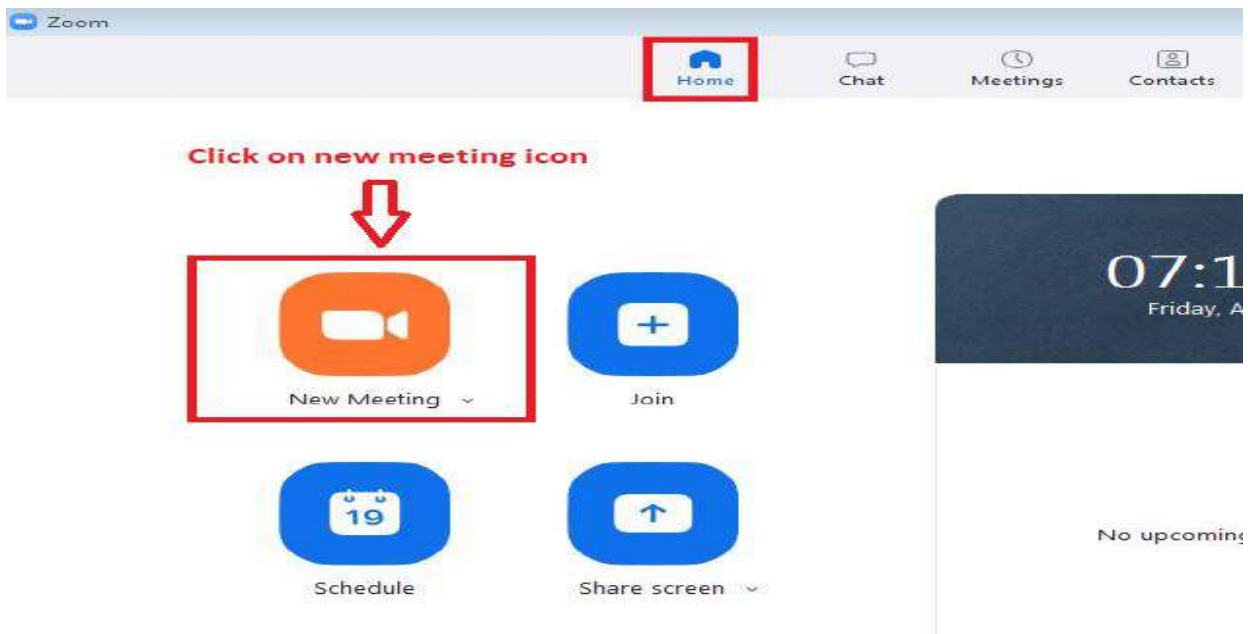 Zoom
Home
Chat
Meetings
Contacts
Click on new meeting icon
New Meeting
Join
19
Schedule
Share screen
07:1
Friday, A
No upcoming